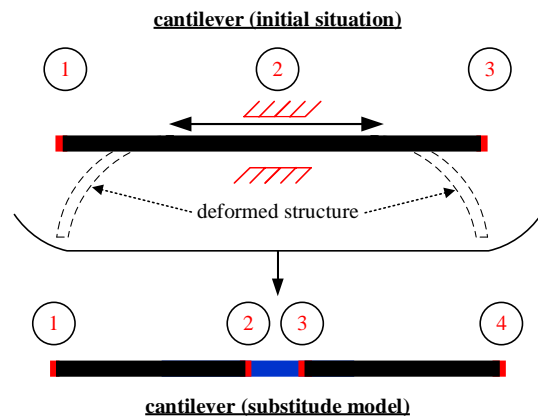 cantilever (initial situation)
1 2 3
deformed structure
1 2 3 4
cantilever (substitude model)